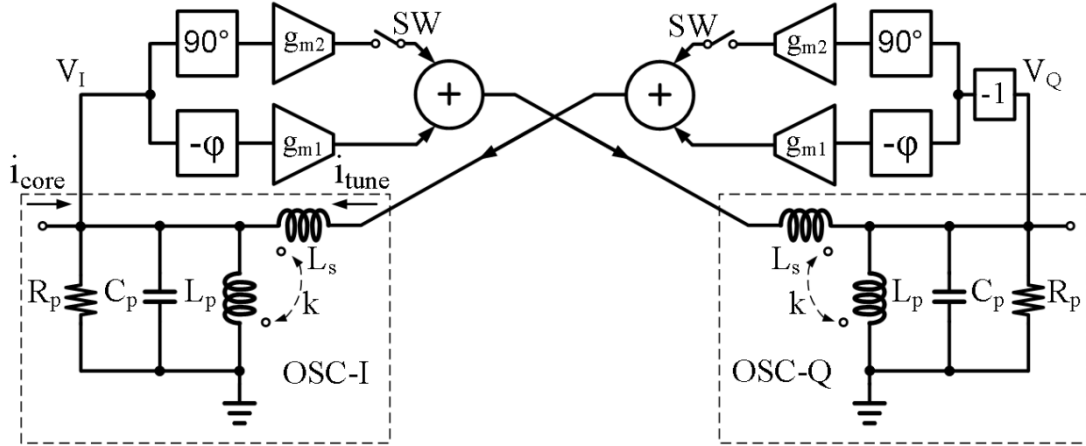 SW SW
90° g_m2 + + g_m2 90°
V_I -1 V_Q
-φ g_m1 g_m1 -φ
i_core i_tune
L_s L_s
R_p C_p L_p k k L_p C_p R_p
OSC-I OSC-Q